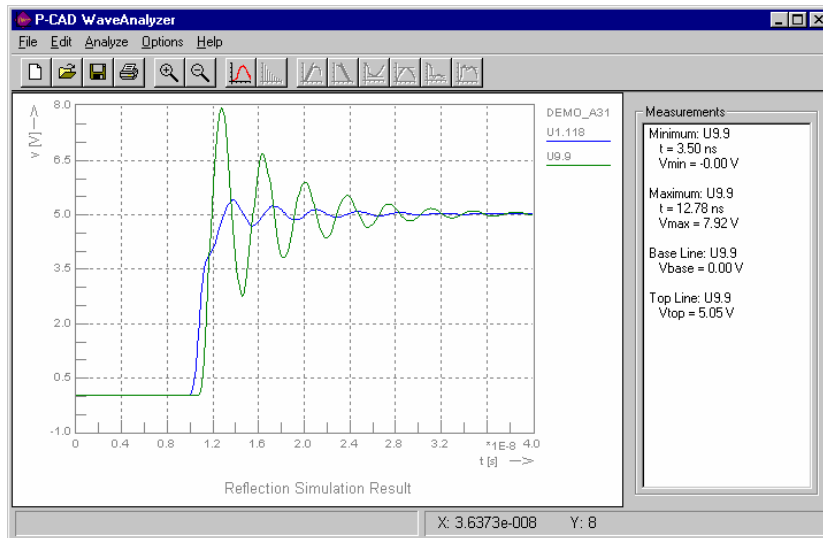 P-CAD WaveAnalyzer
File Edit Analyze Options Help
DEMO_A31
U1.118
U9.9
v [V]
8.0
6.5
5.0
3.5
2.0
0.5
-1.0
0 0.4 0.8 1.2 1.6 2.0 2.4 2.8 3.2 *1E-8 4.0
t [s]
Reflection Simulation Result
Measurements
Minimum: U9.9
t = 3.50 ns
Vmin = -0.00 V
Maximum: U9.9
t = 12.78 ns
Vmax = 7.92 V
Base Line: U9.9
Vbase = 0.00 V
Top Line: U9.9
Vtop = 5.05 V
X: 3.6373e-008 Y: 8